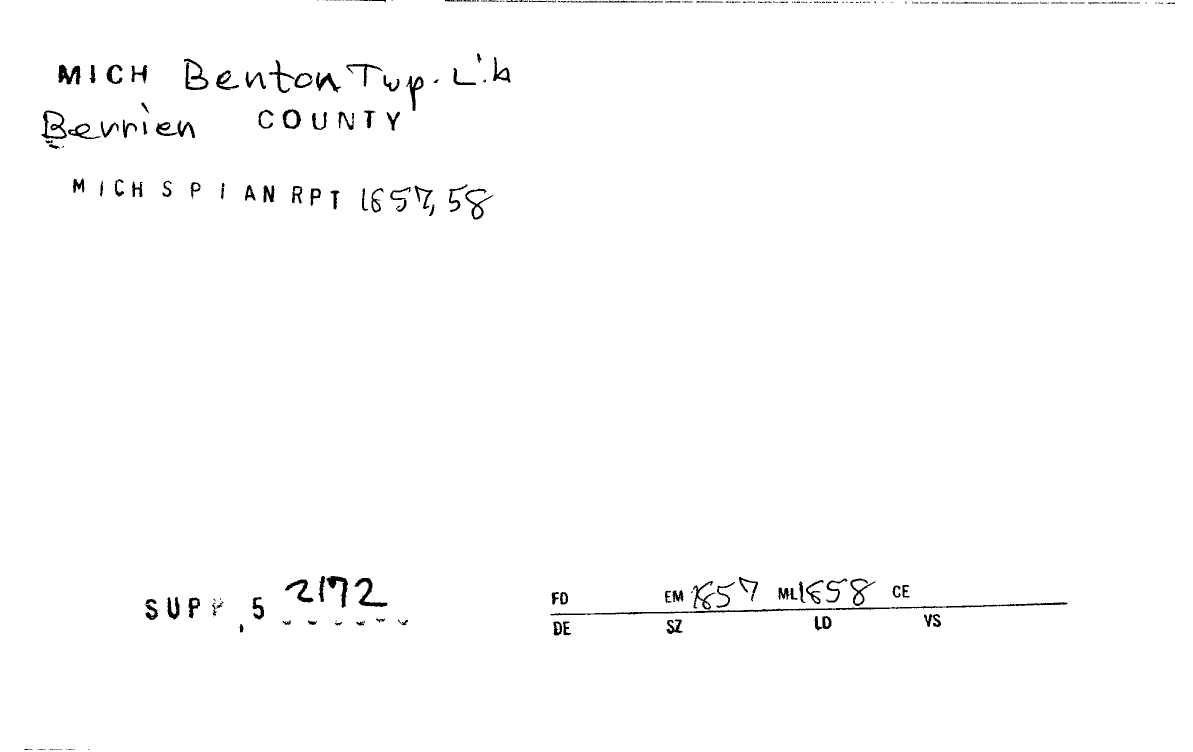 MICH Benton Twp. Lib
Berrien COUNTY
MICH S P I AN RPT 1857, 58
SUPP. 5 2172
FD EM 1857 ML 1858 CE
DE SZ LD VS